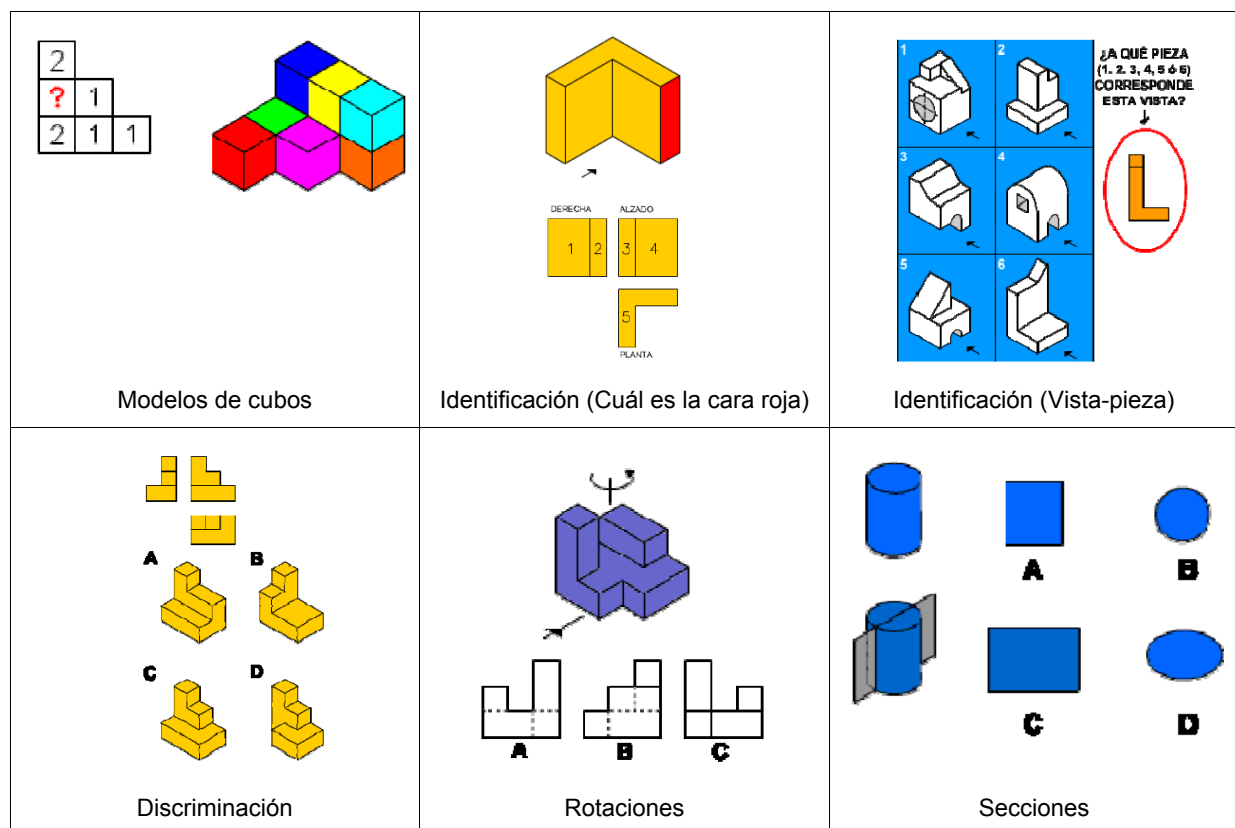 2
? 1
2 1 1
Modelos de cubos
DERECHA ALZADO
1 2 3 4
5
PLANTA
Identificación (Cuál es la cara roja)
1 2
3 4
5 6
¿A QUÉ PIEZA
(1, 2, 3, 4, 5 ó 6)
CORRESPONDE
ESTA VISTA?
Identificación (Vista-pieza)
A B
C D
Discriminación
A B C
Rotaciones
A B
C D
Secciones